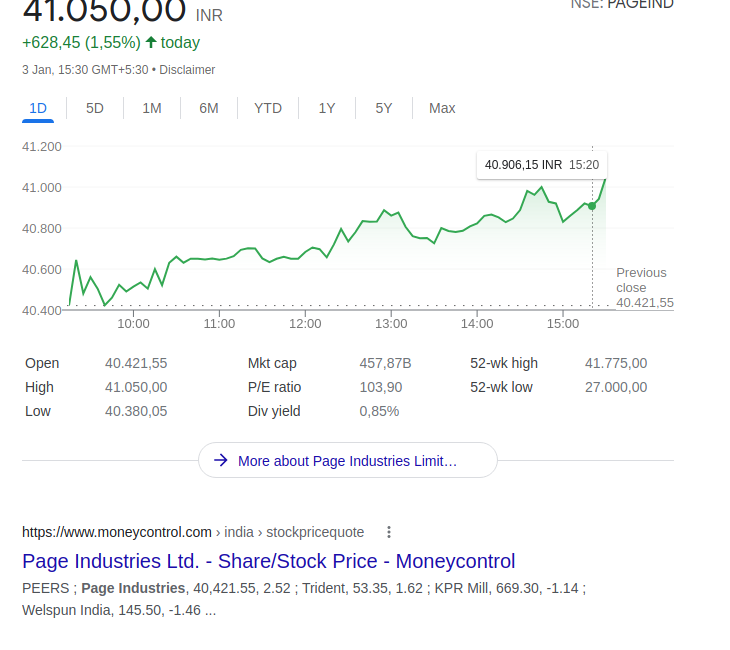 41.050,00 INR
NSE: PAGEIND
+628,45 (1,55%) today
3 Jan, 15:30 GMT+5:30 • Disclaimer
1D 5D 1M 6M YTD 1Y 5Y Max
41.200
41.000
40.800
40.600
40.400
40.906,15 INR 15:20
Previous
close
40.421,55
10:00 11:00 12:00 13:00 14:00 15:00
Open 40.421,55 Mkt cap 457,87B 52-wk high 41.775,00
High 41.050,00 P/E ratio 103,90 52-wk low 27.000,00
Low 40.380,05 Div yield 0,85%
More about Page Industries Limit…
https://www.moneycontrol.com › india › stockpricequote
Page Industries Ltd. - Share/Stock Price - Moneycontrol
PEERS ; Page Industries, 40,421.55, 2.52 ; Trident, 53.35, 1.62 ; KPR Mill, 669.30, -1.14 ;
Welspun India, 145.50, -1.46 ...